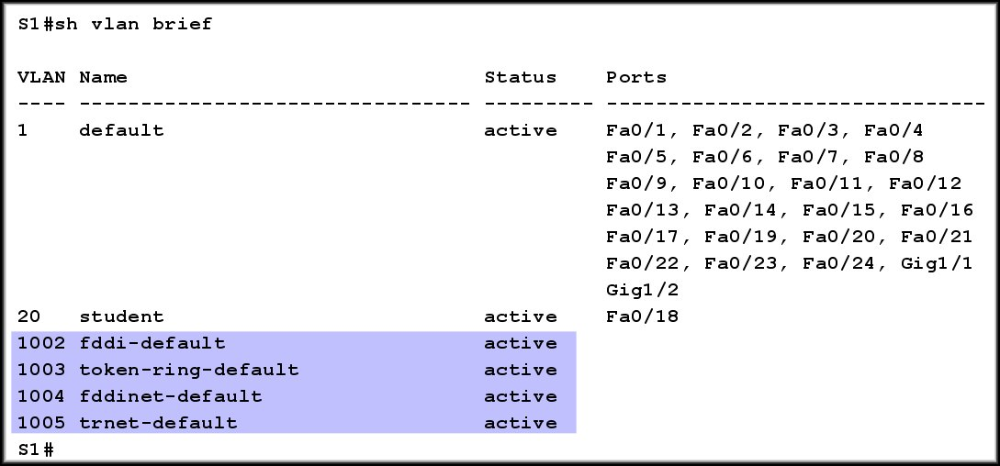 S1#sh vlan brief
VLAN Name Status Ports
---- -------------------------------- --------- -------------------------------
1 default active Fa0/1, Fa0/2, Fa0/3, Fa0/4
Fa0/5, Fa0/6, Fa0/7, Fa0/8
Fa0/9, Fa0/10, Fa0/11, Fa0/12
Fa0/13, Fa0/14, Fa0/15, Fa0/16
Fa0/17, Fa0/19, Fa0/20, Fa0/21
Fa0/22, Fa0/23, Fa0/24, Gig1/1
Gig1/2
20 student active Fa0/18
1002 fddi-default active
1003 token-ring-default active
1004 fddinet-default active
1005 trnet-default active
S1#